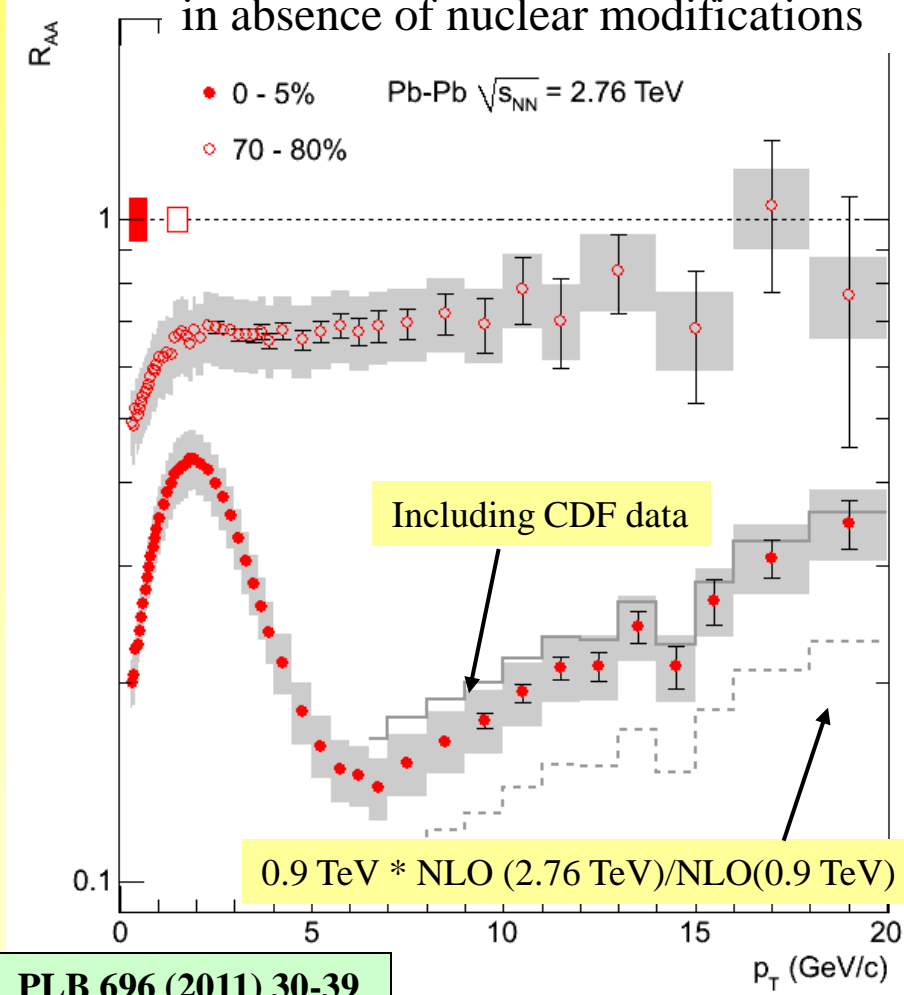 in absence of nuclear modifications
R_AA
0 - 5% Pb-Pb √s_NN = 2.76 TeV
70 - 80%
1
Including CDF data
0.9 TeV * NLO (2.76 TeV)/NLO(0.9 TeV)
0.1
0 5 10 15 20
p_T (GeV/c)
PLB 696 (2011) 30-39